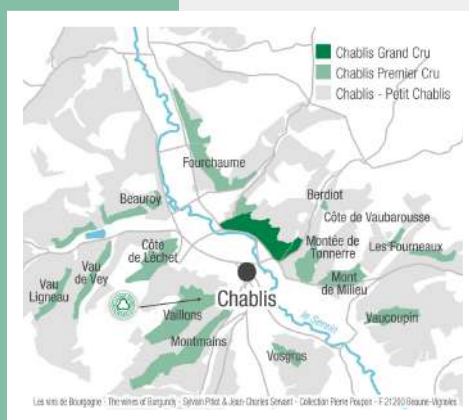 Chablis Grand Cru
Chablis Premier Cru
Chablis - Petit Chablis
Fourchaume
Beauroy
Berdiot
Côte de Vaubarousse
Montée de
Tonnerre
Les Fourneaux
Côte
de Léchet
Vau
de Vey
Vau
Ligneau
Mont
de Milieu
Chablis
Vaillons
le Serein
Vaucoupin
Montmains
Vosgros
Les vins de Bourgogne - The wines of Burgundy - Sylvain Pitiot & Jean-Charles Servant - Collection Pierre Poupon - F 21200 Beaune-Vignoles